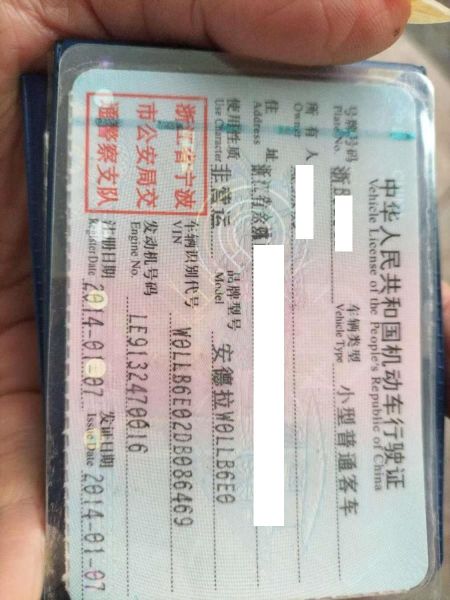 中华人民共和国机动车行驶证
Vehicle License of the People's Republic of China
号牌号码 浙B 车辆类型 小型普通客车
Plate No. Vehicle Type
所有人
Owner
住址 浙江省余姚
Address
使用性质 非营运 品牌型号 安德拉W0LLB6E0
Use Character Model
浙江省宁波市公安局交通警察支队
车辆识别代号 W0LLB6E02DB086469
VIN
发动机号码 LE9132470016
Engine No.
注册日期 2014-01-07 发证日期 2014-01-07
Register Date Issue Date